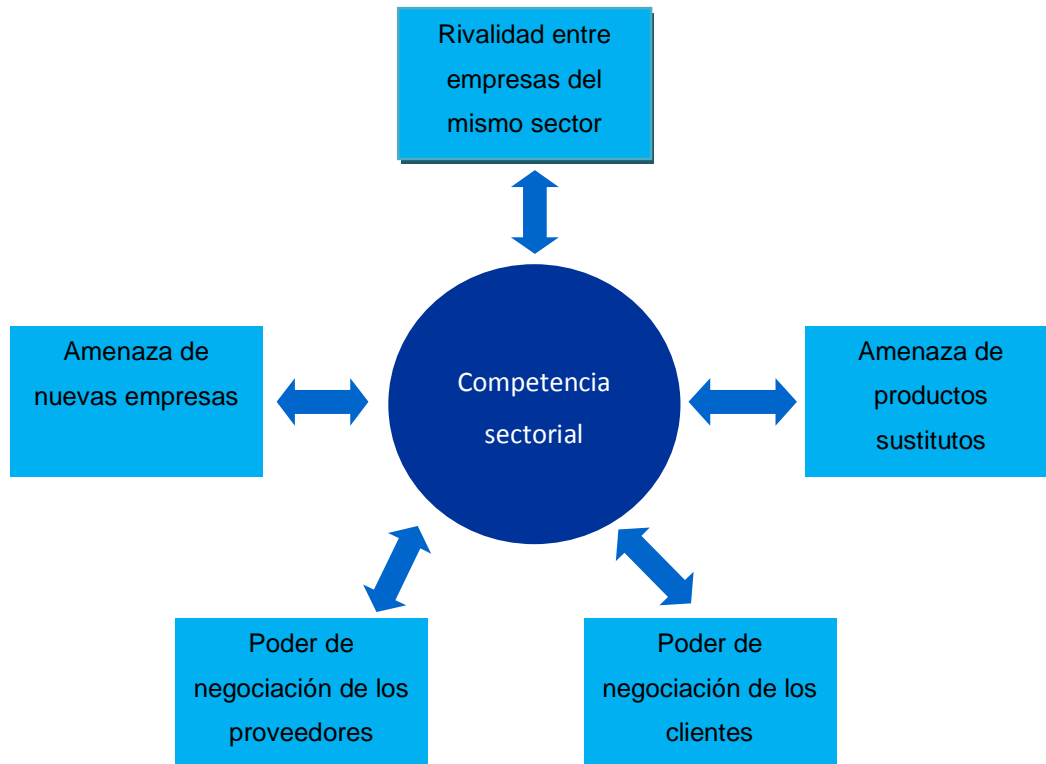 Rivalidad entre
empresas del
mismo sector
Amenaza de
nuevas empresas
Competencia
sectorial
Amenaza de
productos
sustitutos
Poder de
negociación de los
proveedores
Poder de
negociación de los
clientes